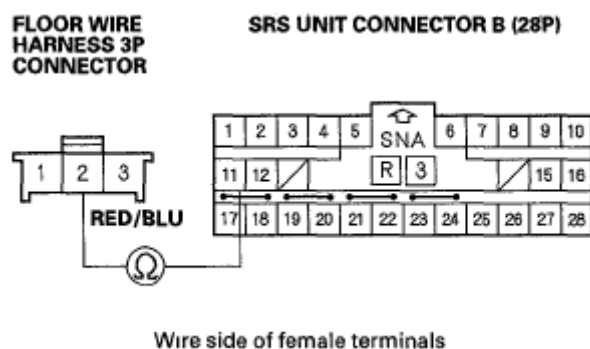 FLOOR WIRE
HARNESS 3P
CONNECTOR
SRS UNIT CONNECTOR B (28P)
1 2 3 4 5 SNA 6 7 8 9 10
1 2 3
11 12 R 3 15 16
RED/BLU
17 18 19 20 21 22 23 24 25 26 27 28
Ω
Wire side of female terminals